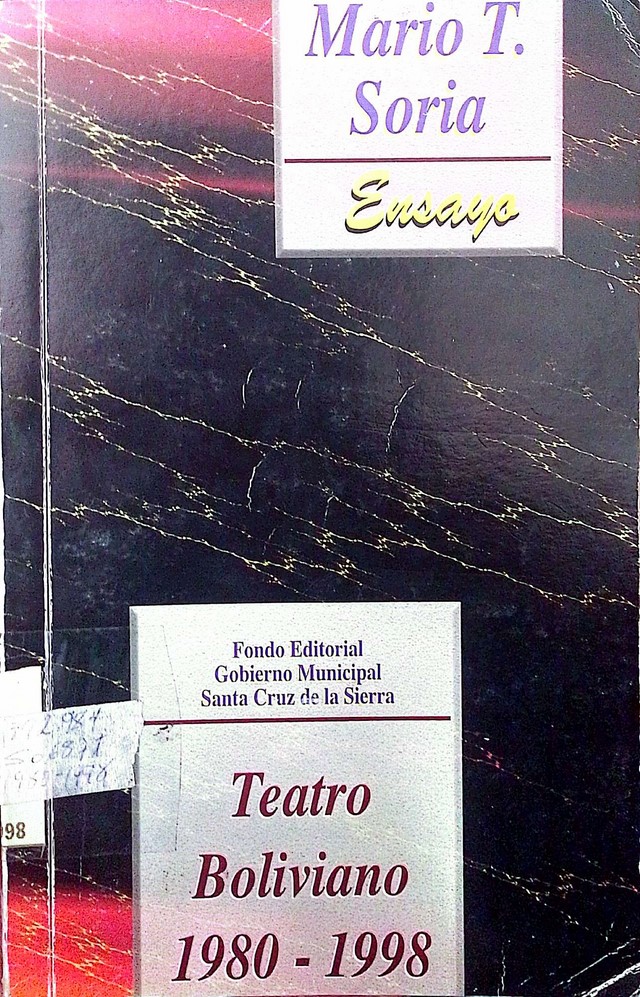 Mario T.
Soria
Ensayo
Fondo Editorial
Gobierno Municipal
Santa Cruz de la Sierra
98
Teatro
Boliviano
1980 - 1998